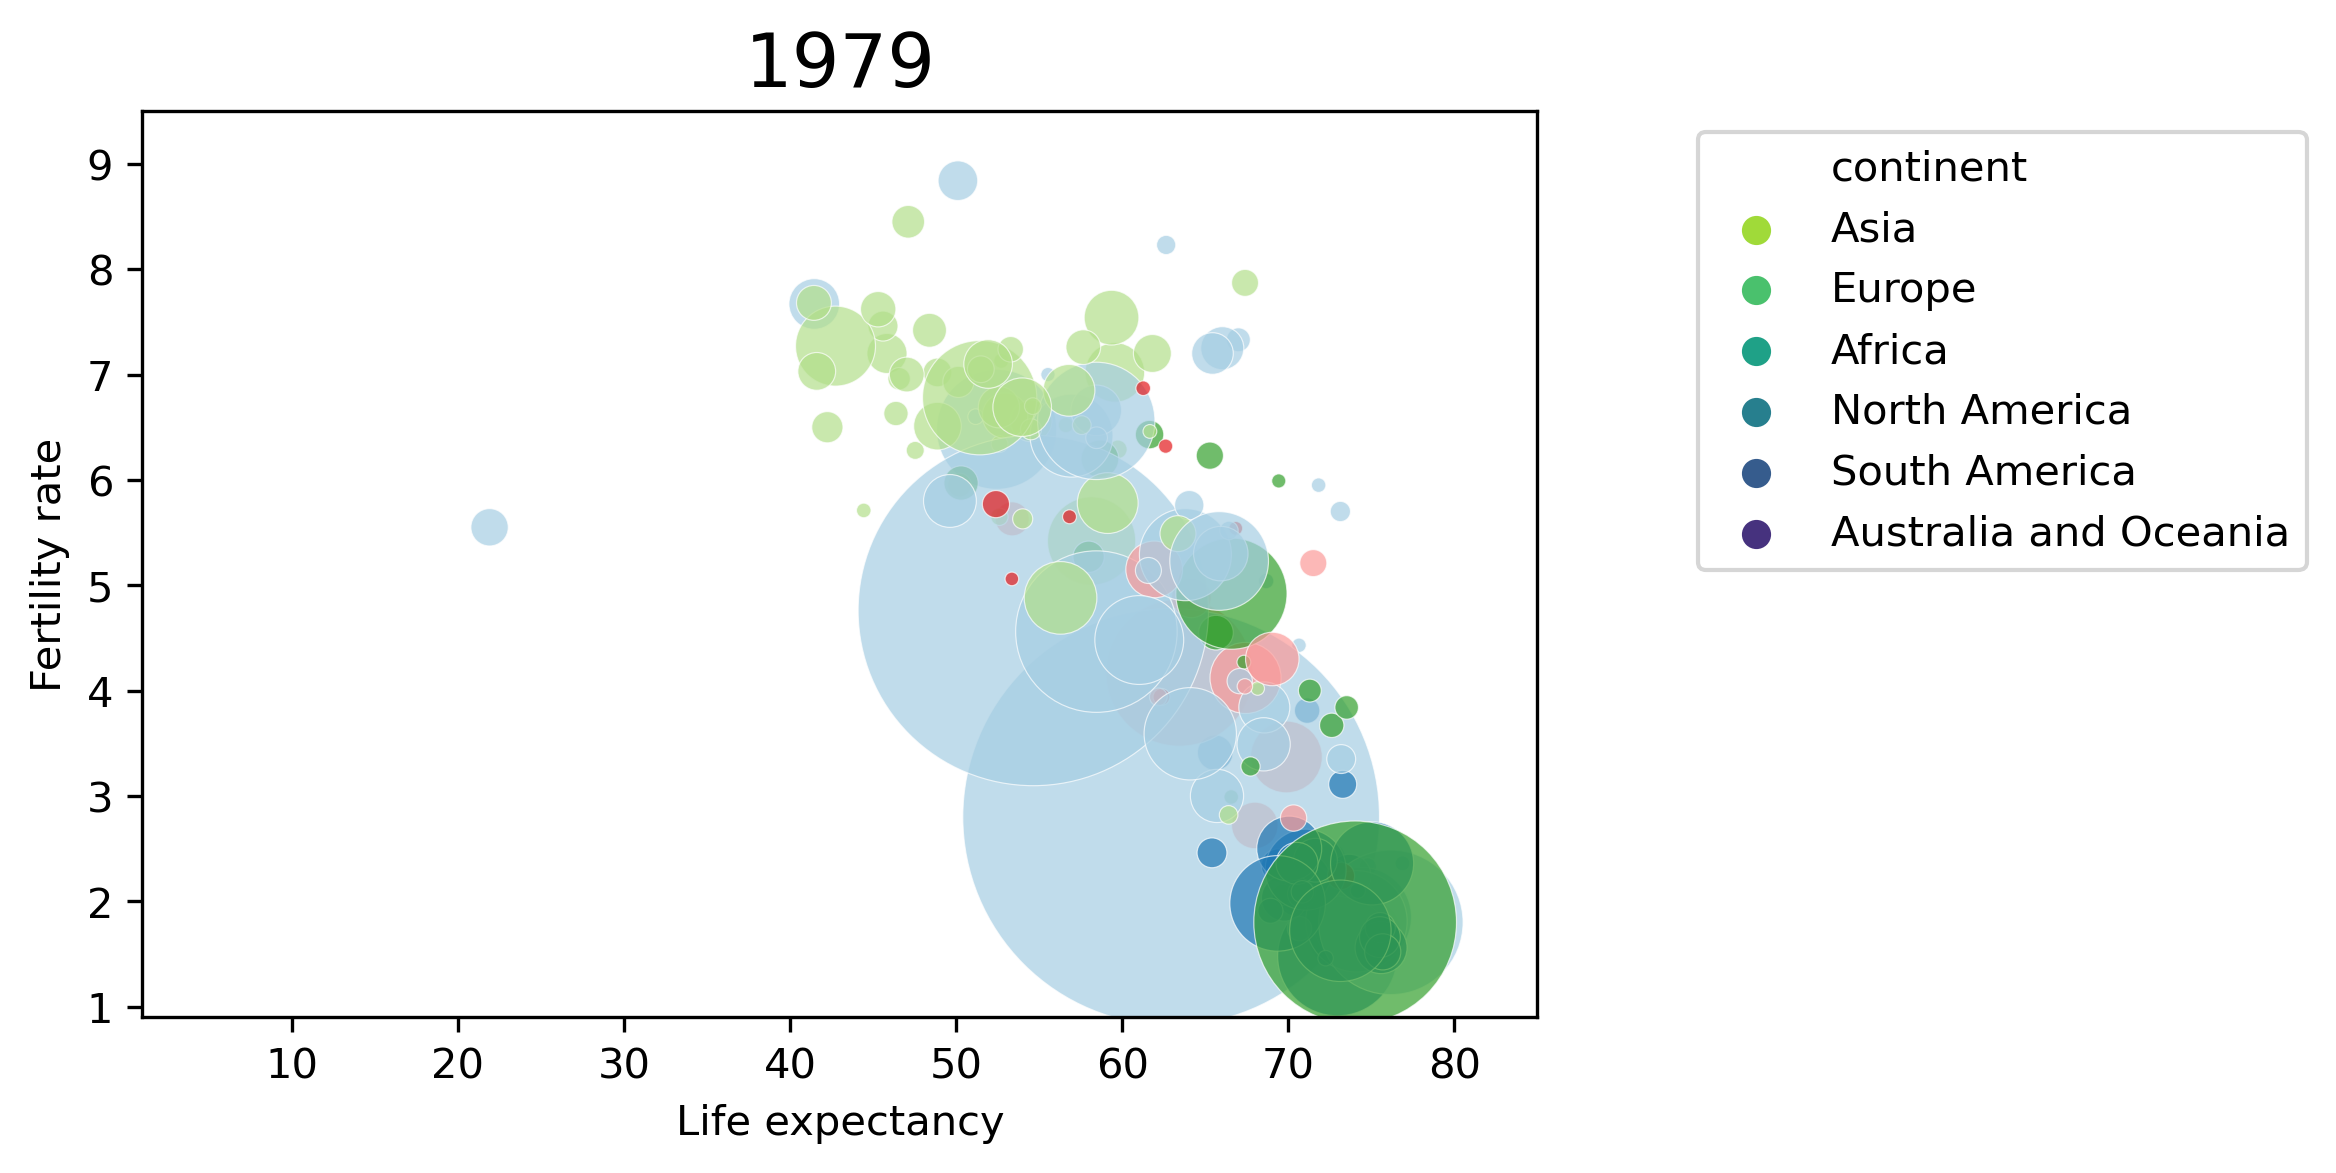 1979
9
8
7
6
5
4
3
2
1
Fertility rate
10 20 30 40 50 60 70 80
Life expectancy
continent
Asia
Europe
Africa
North America
South America
Australia and Oceania